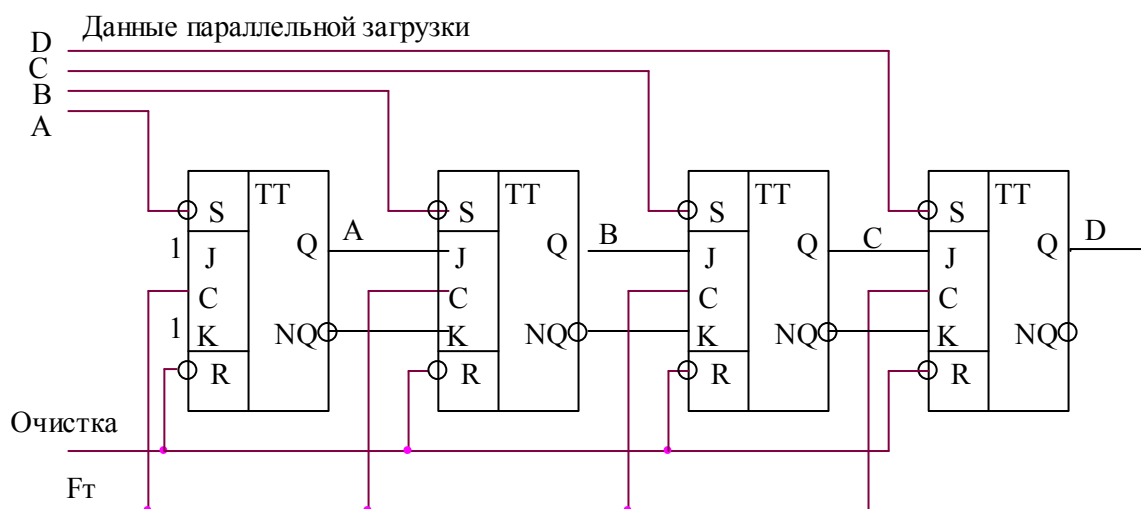 Данные параллельной загрузки
D
C
B
A
S TT
1 J Q A
C
1 K NQ
R
S TT
J Q B
C
K NQ
R
S TT
J Q C
C
K NQ
R
S TT
J Q D
C
K NQ
R
Очистка
Fт